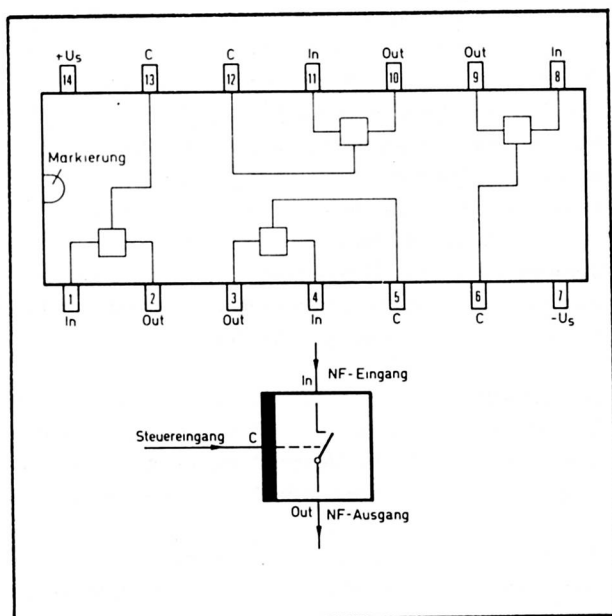 +Us C C In Out Out In
14 13 12 11 10 9 8
Markierung
1 2 3 4 5 6 7
In Out Out In C C -Us
In NF-Eingang
Steuereingang C
Out NF-Ausgang